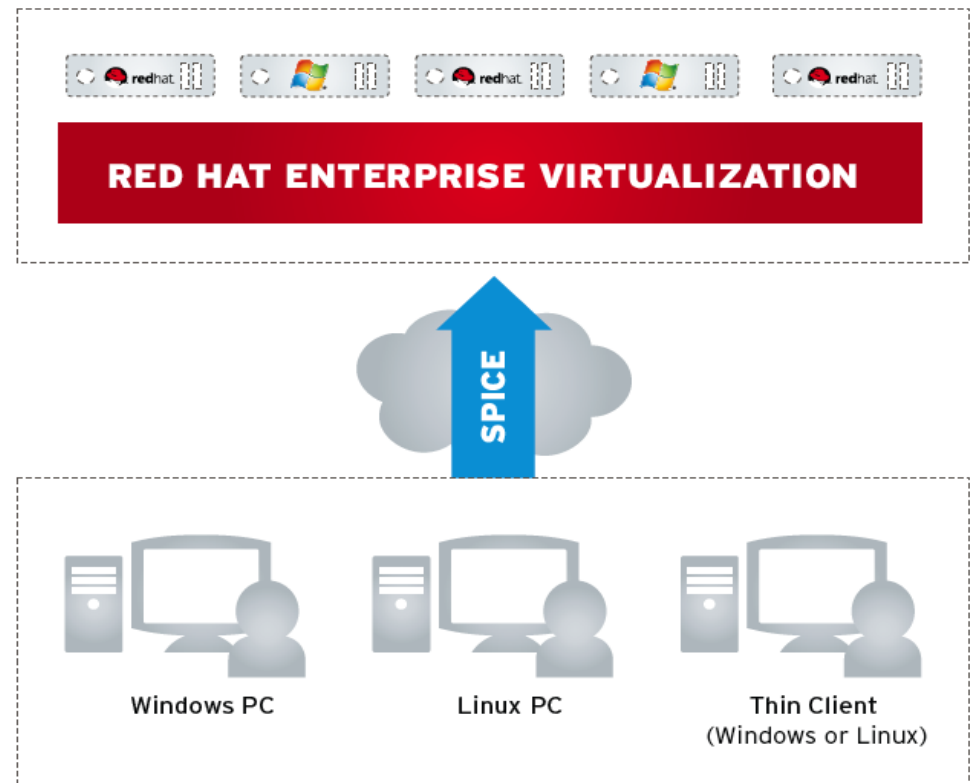 redhat
redhat
redhat
RED HAT ENTERPRISE VIRTUALIZATION
SPICE
Windows PC
Linux PC
Thin Client
(Windows or Linux)